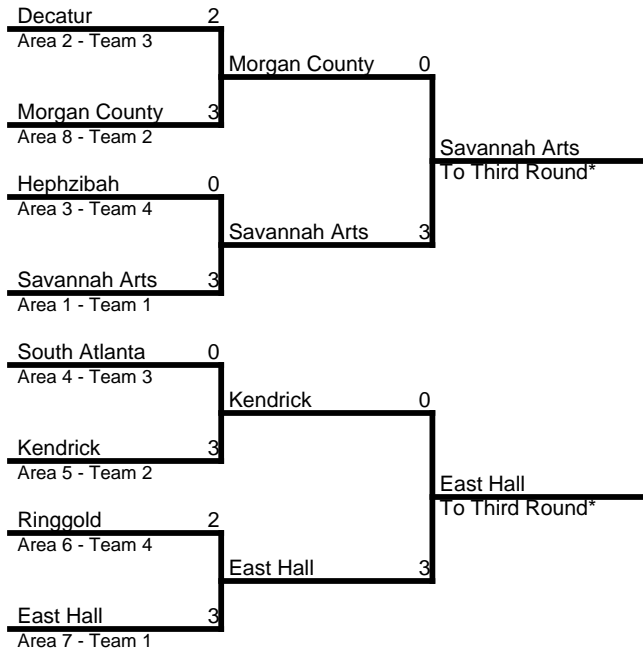 Decatur 2
Area 2 - Team 3
Morgan County 0
Morgan County 3
Area 8 - Team 2
Savannah Arts
To Third Round*
Hephzibah 0
Area 3 - Team 4
Savannah Arts 3
Savannah Arts 3
Area 1 - Team 1
South Atlanta 0
Area 4 - Team 3
Kendrick 0
Kendrick 3
Area 5 - Team 2
East Hall
To Third Round*
Ringgold 2
Area 6 - Team 4
East Hall 3
East Hall 3
Area 7 - Team 1